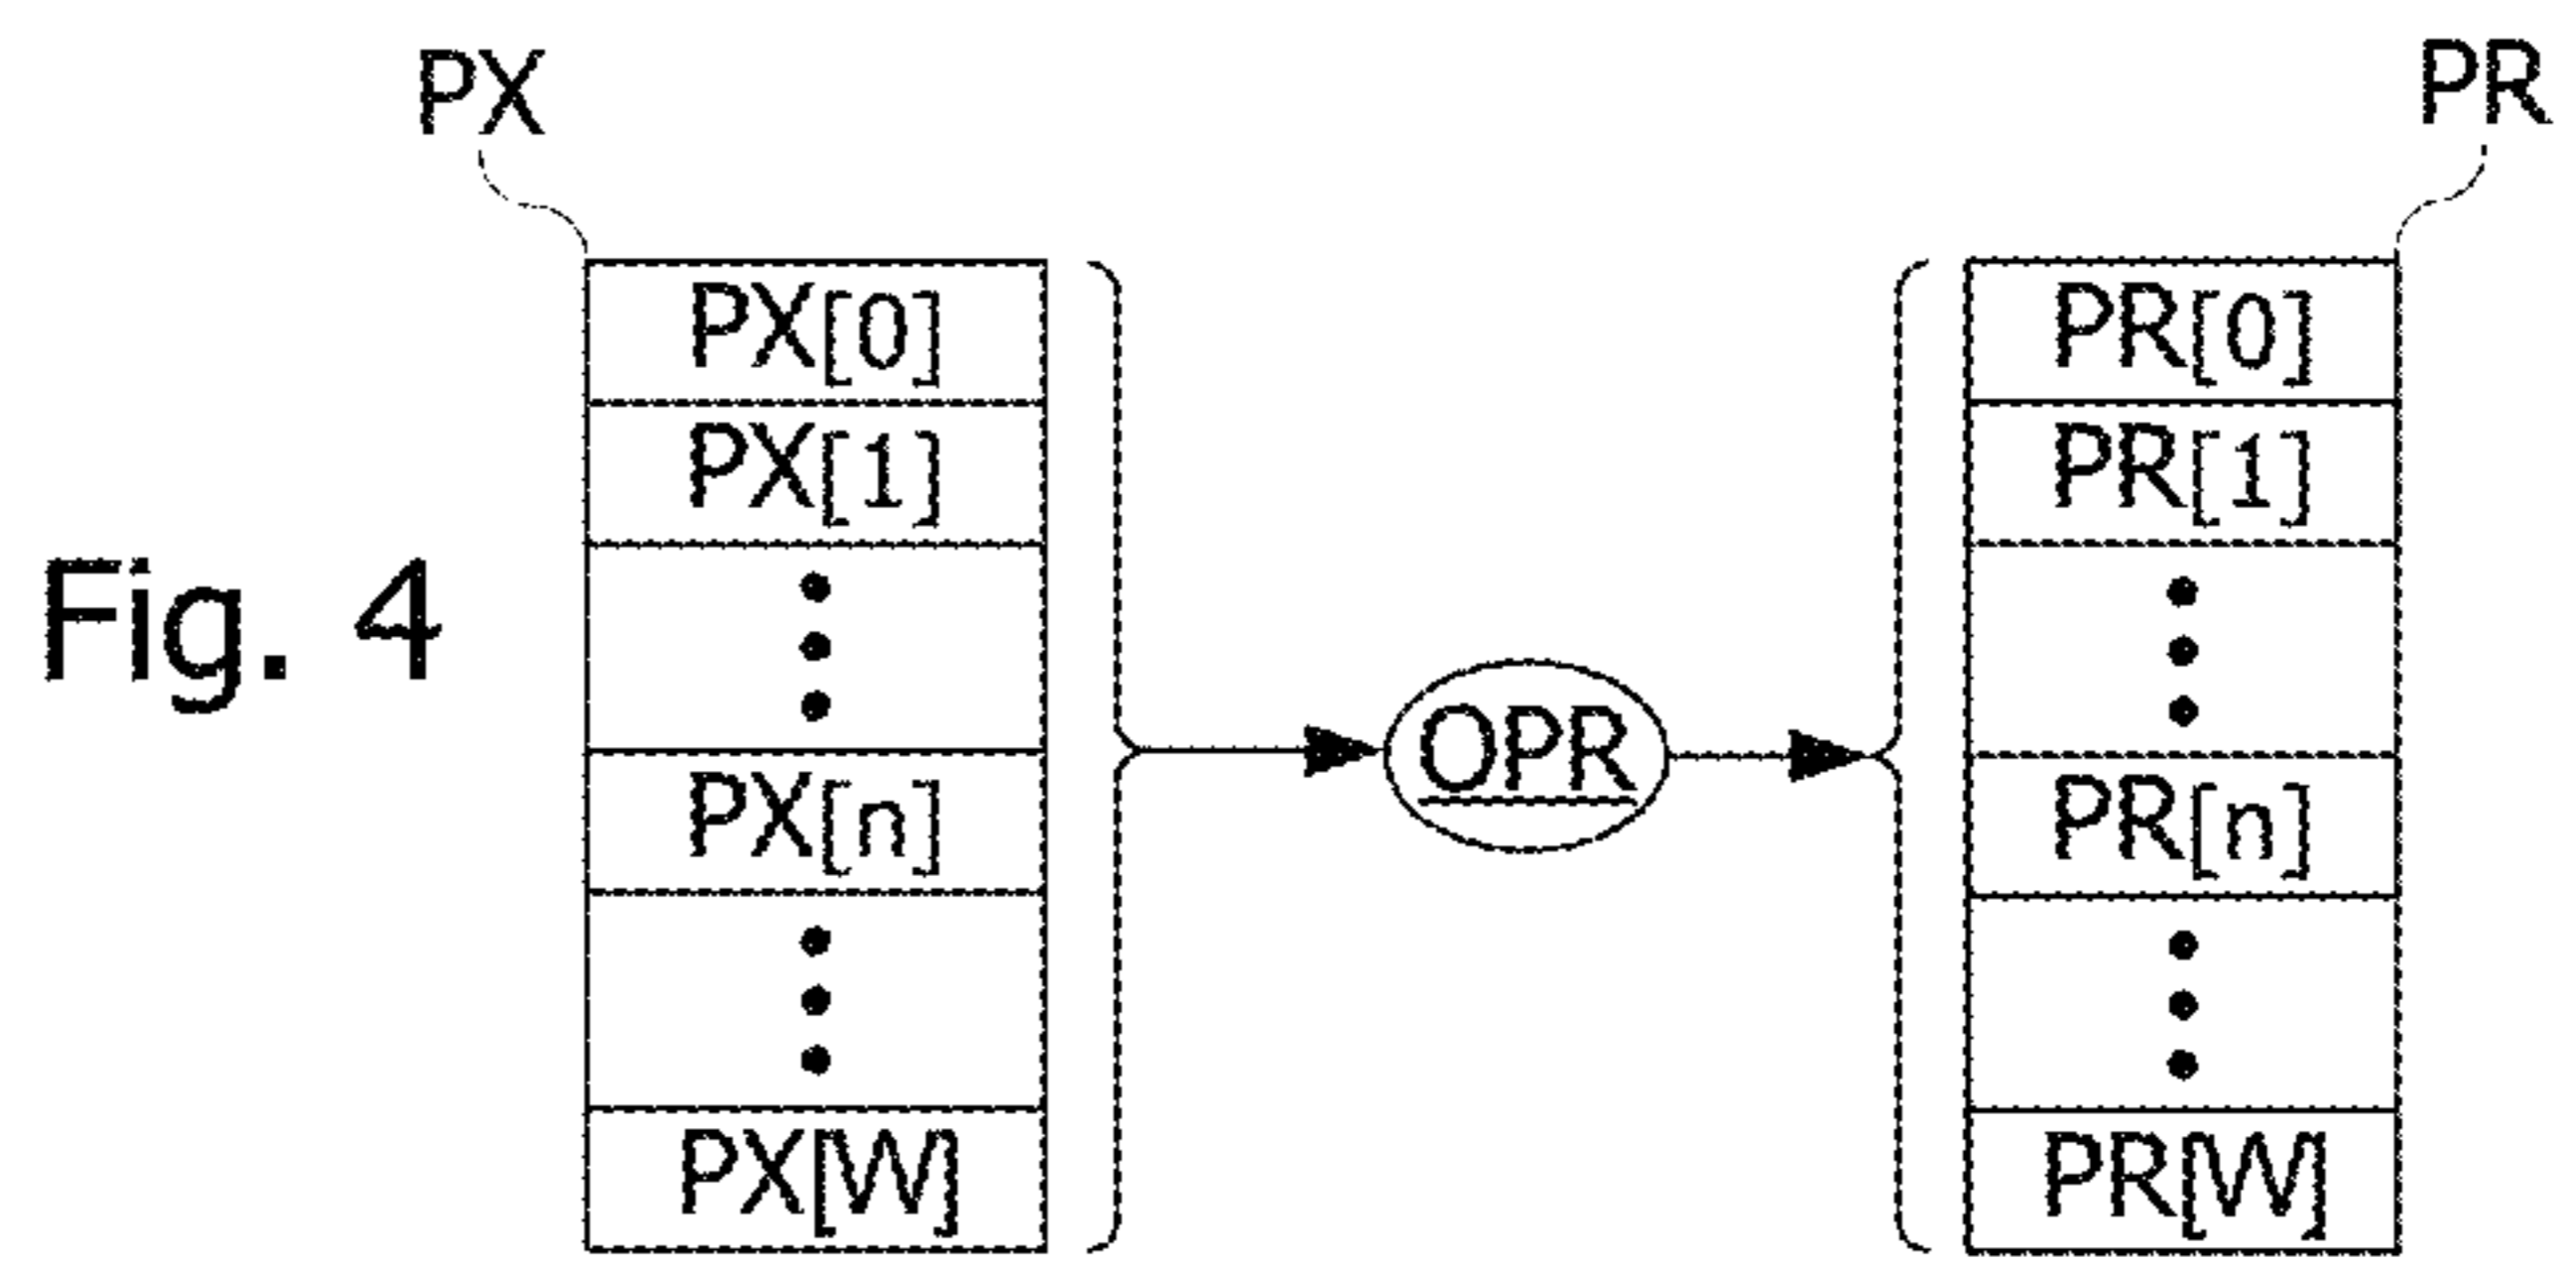 PX
PR
PX[0]
PX[1]
PX[n]
PX[W]
Fig. 4
OPR
PR[0]
PR[1]
PR[n]
PR[W]